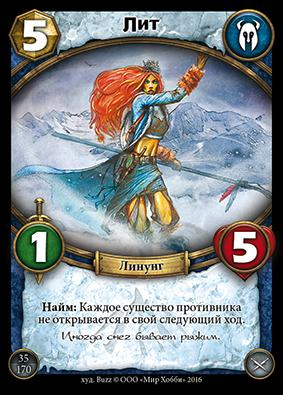 5
Лит
1
Линунг
5
Найм: Каждое существо противника
не открывается в свой следующий ход.
Иногда снег бывает рыжим.
35
170
худ. Buzz © ООО «Мир Хобби» 2016